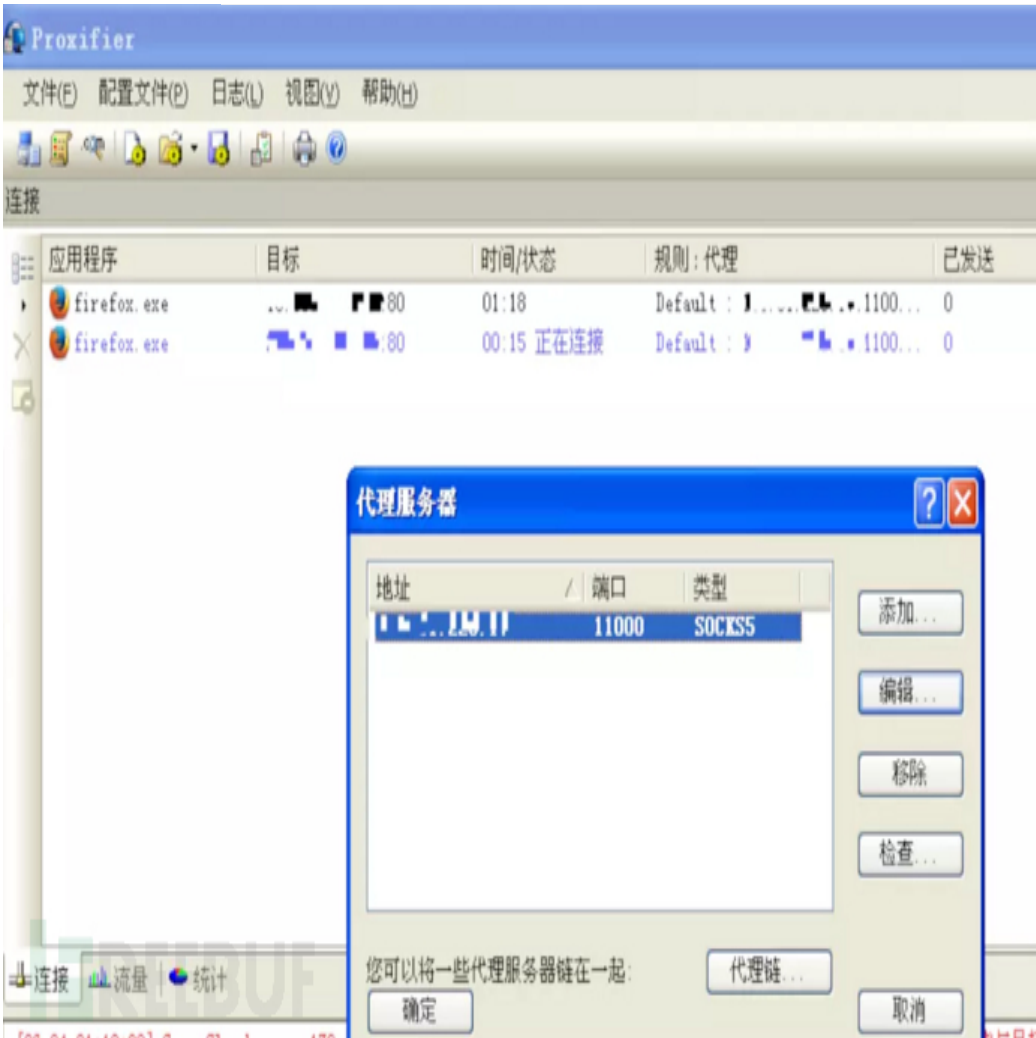 Proxifier
文件(F) 配置文件(P) 日志(L) 视图(V) 帮助(H)
连接
应用程序 目标 时间/状态 规则 : 代理 已发送
firefox.exe :80 01:18 Default : .1100... 0
firefox.exe :80 00:15 正在连接 Default : .1100... 0
代理服务器
地址 端口 类型
11000 SOCKS5
添加...
编辑...
移除
检查...
您可以将一些代理服务器链在一起:
代理链...
确定
取消
连接 流量 统计
REEBUF